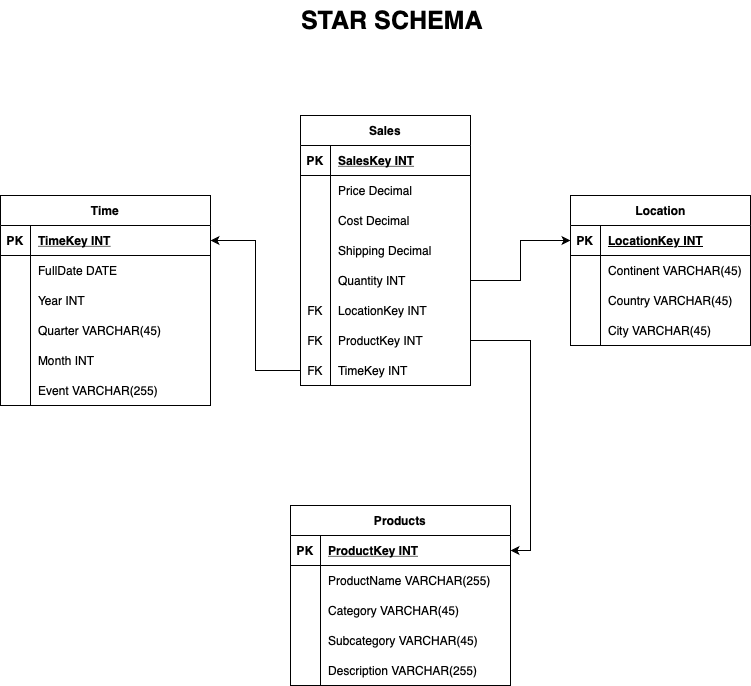 STAR SCHEMA
Sales
PK SalesKey INT
Price Decimal
Cost Decimal
Shipping Decimal
Quantity INT
FK LocationKey INT
FK ProductKey INT
FK TimeKey INT
Time
PK TimeKey INT
FullDate DATE
Year INT
Quarter VARCHAR(45)
Month INT
Event VARCHAR(255)
Location
PK LocationKey INT
Continent VARCHAR(45)
Country VARCHAR(45)
City VARCHAR(45)
Products
PK ProductKey INT
ProductName VARCHAR(255)
Category VARCHAR(45)
Subcategory VARCHAR(45)
Description VARCHAR(255)